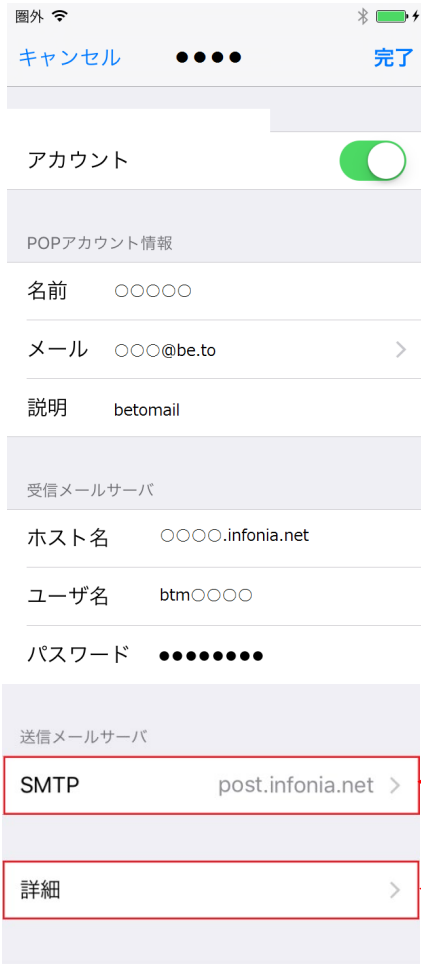 圏外
キャンセル ●●●● 完了
アカウント
POPアカウント情報
名前 ○○○○○
メール ○○○@be.to
説明 betomail
受信メールサーバ
ホスト名 ○○○○.infonia.net
ユーザ名 btm○○○○
パスワード ●●●●●●●●
送信メールサーバ
SMTP post.infonia.net
詳細